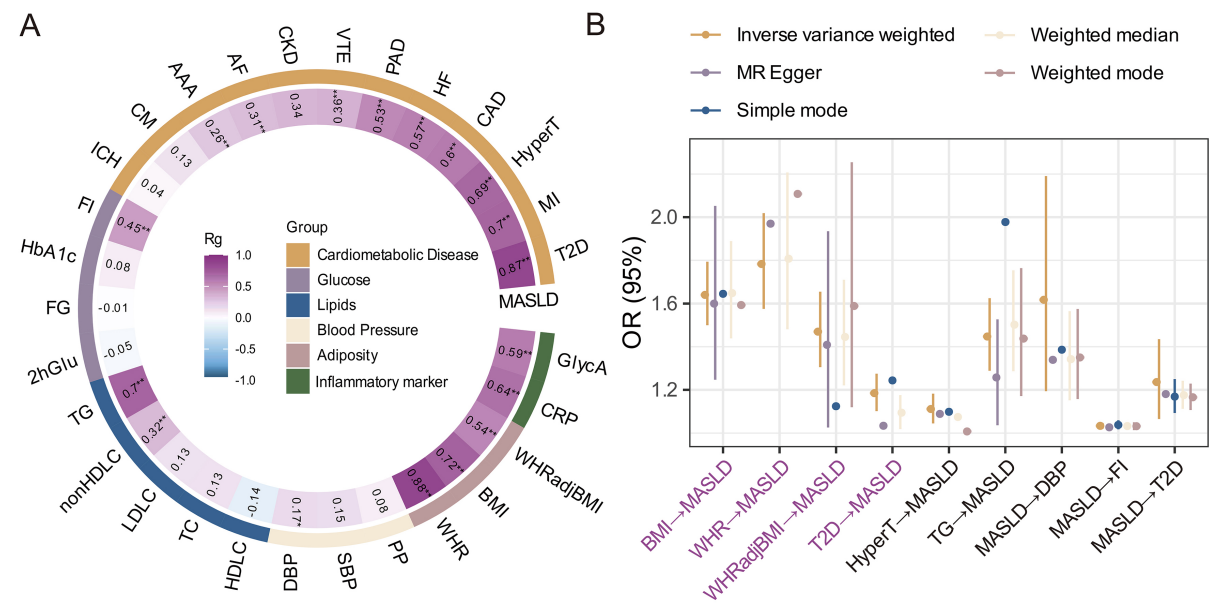 A
CKD
VTE
PAD
AF
HF
AAA
CAD
CM
HyperT
ICH
MI
FI
T2D
HbA1c
MASLD
FG
2hGlu
GlycA
TG
CRP
nonHDLC
WHRadjBMI
LDLC
BMI
TC
WHR
HDLC
DBP
SBP
PP
0.04
0.13
0.26**
0.31**
0.34
0.36**
0.53**
0.57**
0.6**
0.69**
0.7**
0.87**
0.45**
0.08
-0.01
-0.05
0.7**
0.32**
0.13
0.13
-0.14
0.17*
0.15
0.08
0.88**
0.72**
0.54**
0.64**
0.59**
Rg
1.0
0.5
0.0
-0.5
-1.0
Group
Cardiometabolic Disease
Glucose
Lipids
Blood Pressure
Adiposity
Inflammatory marker
B
Inverse variance weighted
Weighted median
MR Egger
Weighted mode
Simple mode
OR (95%)
2.0
1.6
1.2
BMI→MASLD
WHR→MASLD
WHRadjBMI→MASLD
T2D→MASLD
HyperT→MASLD
TG→MASLD
MASLD→DBP
MASLD→FI
MASLD→T2D